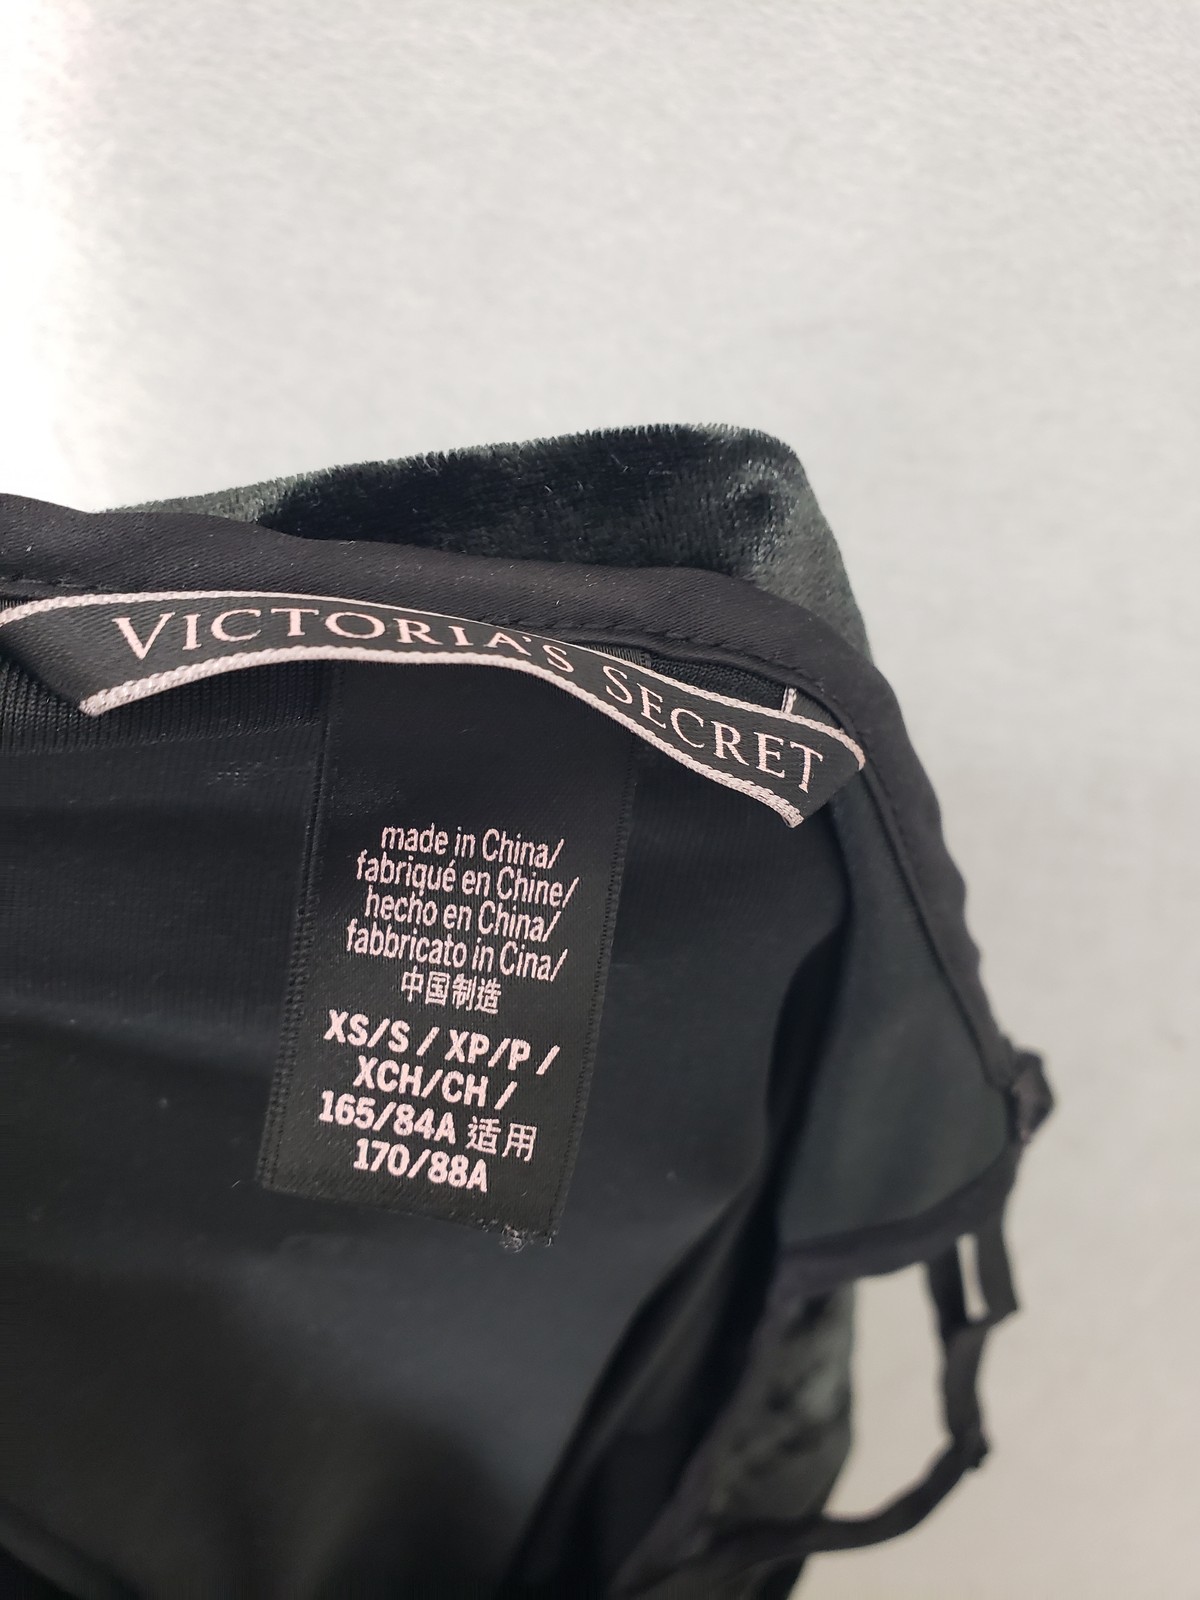 VICTORIA'S SECRET
made in China/
fabriqué en Chine/
hecho en China/
fabbricato in Cina/
中国制造
XS/S / XP/P /
XCH/CH /
165/84A 适用
170/88A